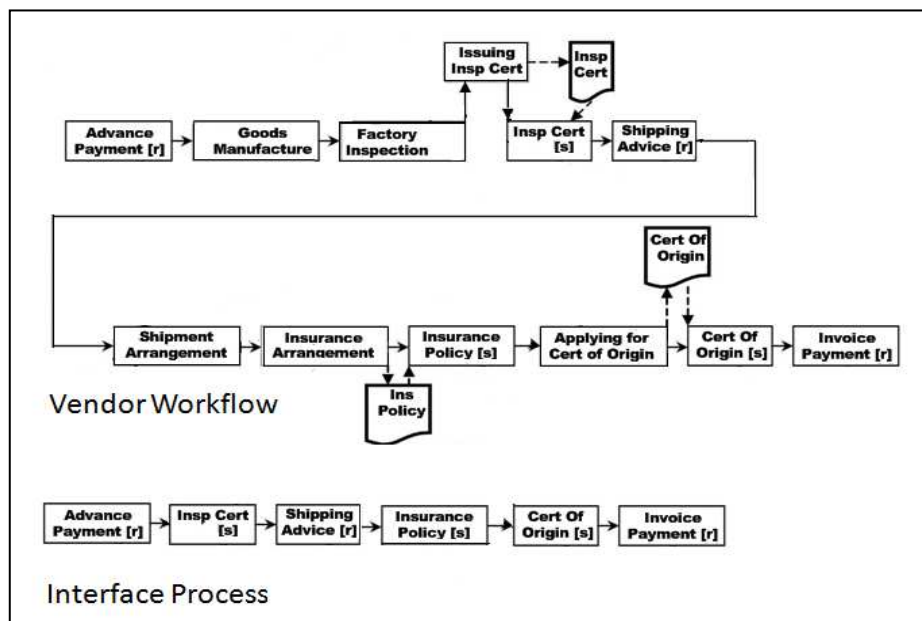 Issuing
Insp Cert
Insp
Cert
Advance
Payment [r]
Goods
Manufacture
Factory
Inspection
Insp Cert
[s]
Shipping
Advice [r]
Cert Of
Origin
Shipment
Arrangement
Insurance
Arrangement
Insurance
Policy [s]
Applying for
Cert of Origin
Cert Of
Origin [s]
Invoice
Payment [r]
Ins
Policy
Vendor Workflow
Advance
Payment [r]
Insp Cert
[s]
Shipping
Advice [r]
Insurance
Policy [s]
Cert Of
Origin [s]
Invoice
Payment [r]
Interface Process